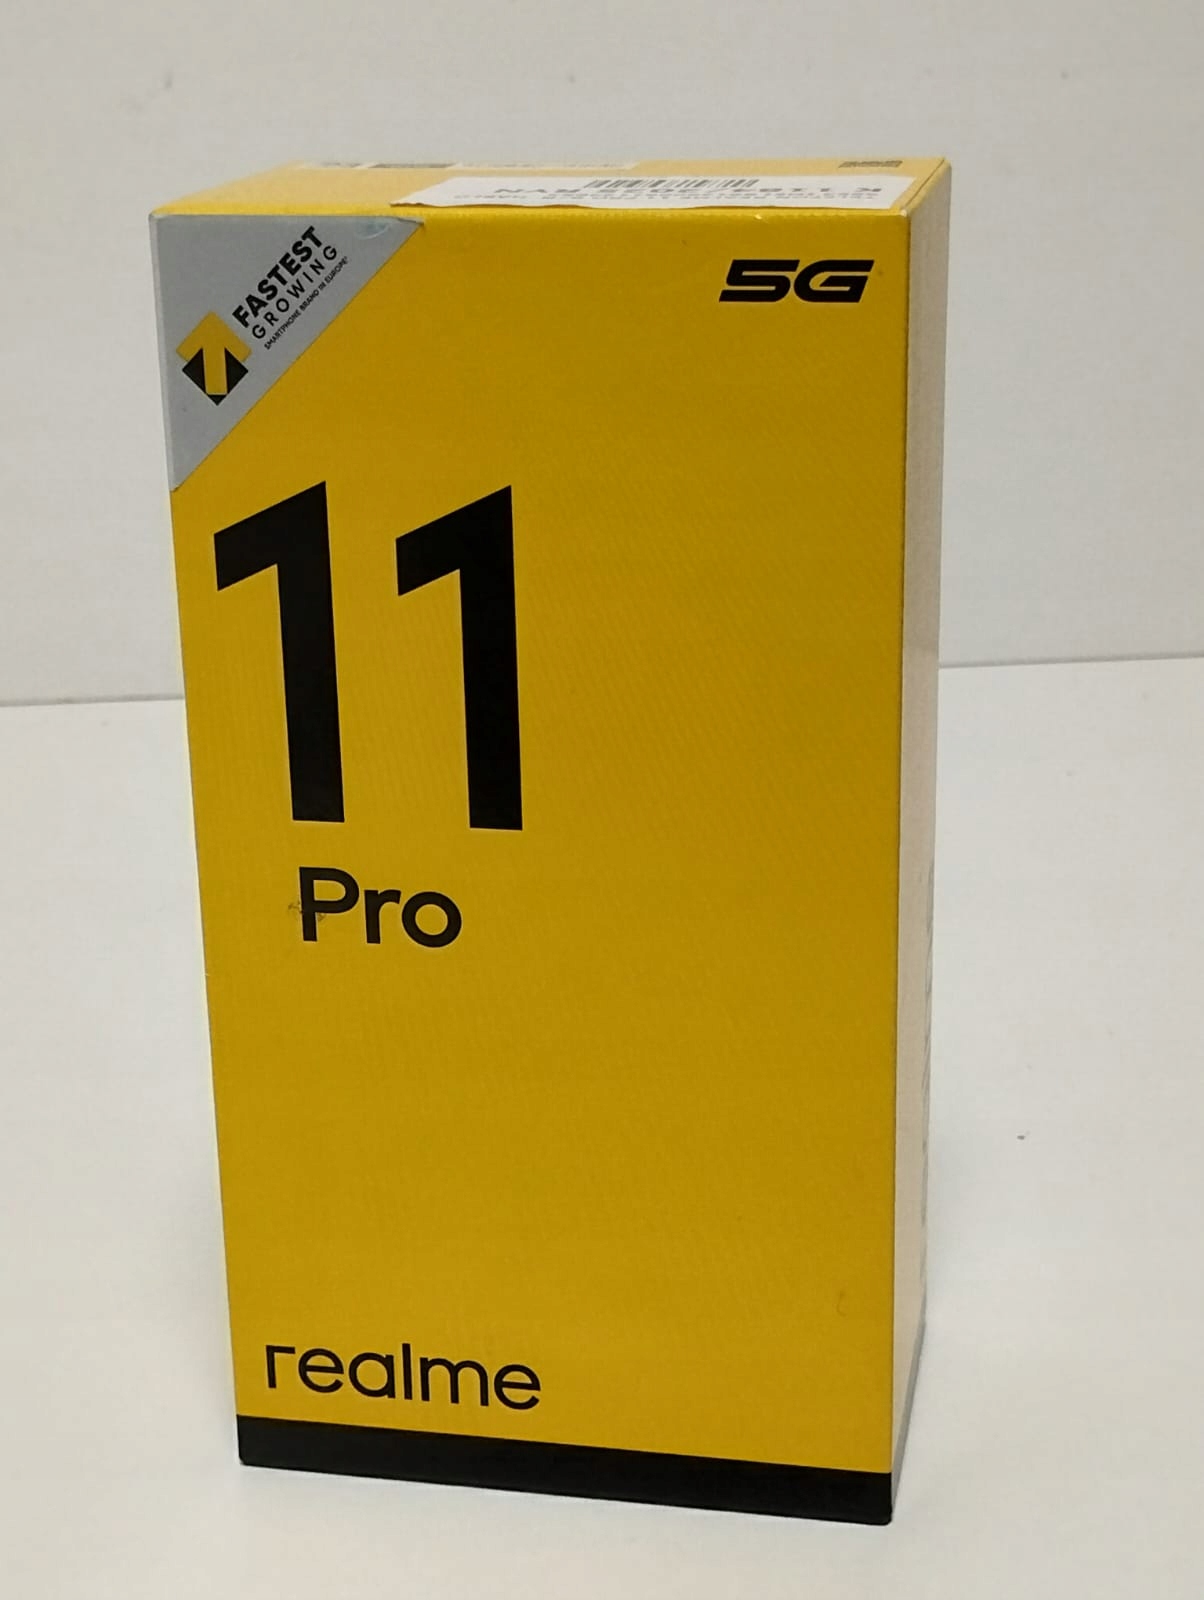 FASTEST
GROWING
SMARTPHONE BRAND IN EUROPE*
5G
11
Pro
realme